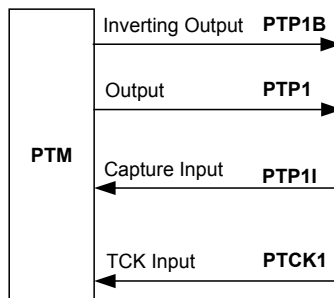 Inverting Output PTP1B
Output PTP1
PTM
Capture Input PTP1I
TCK Input PTCK1